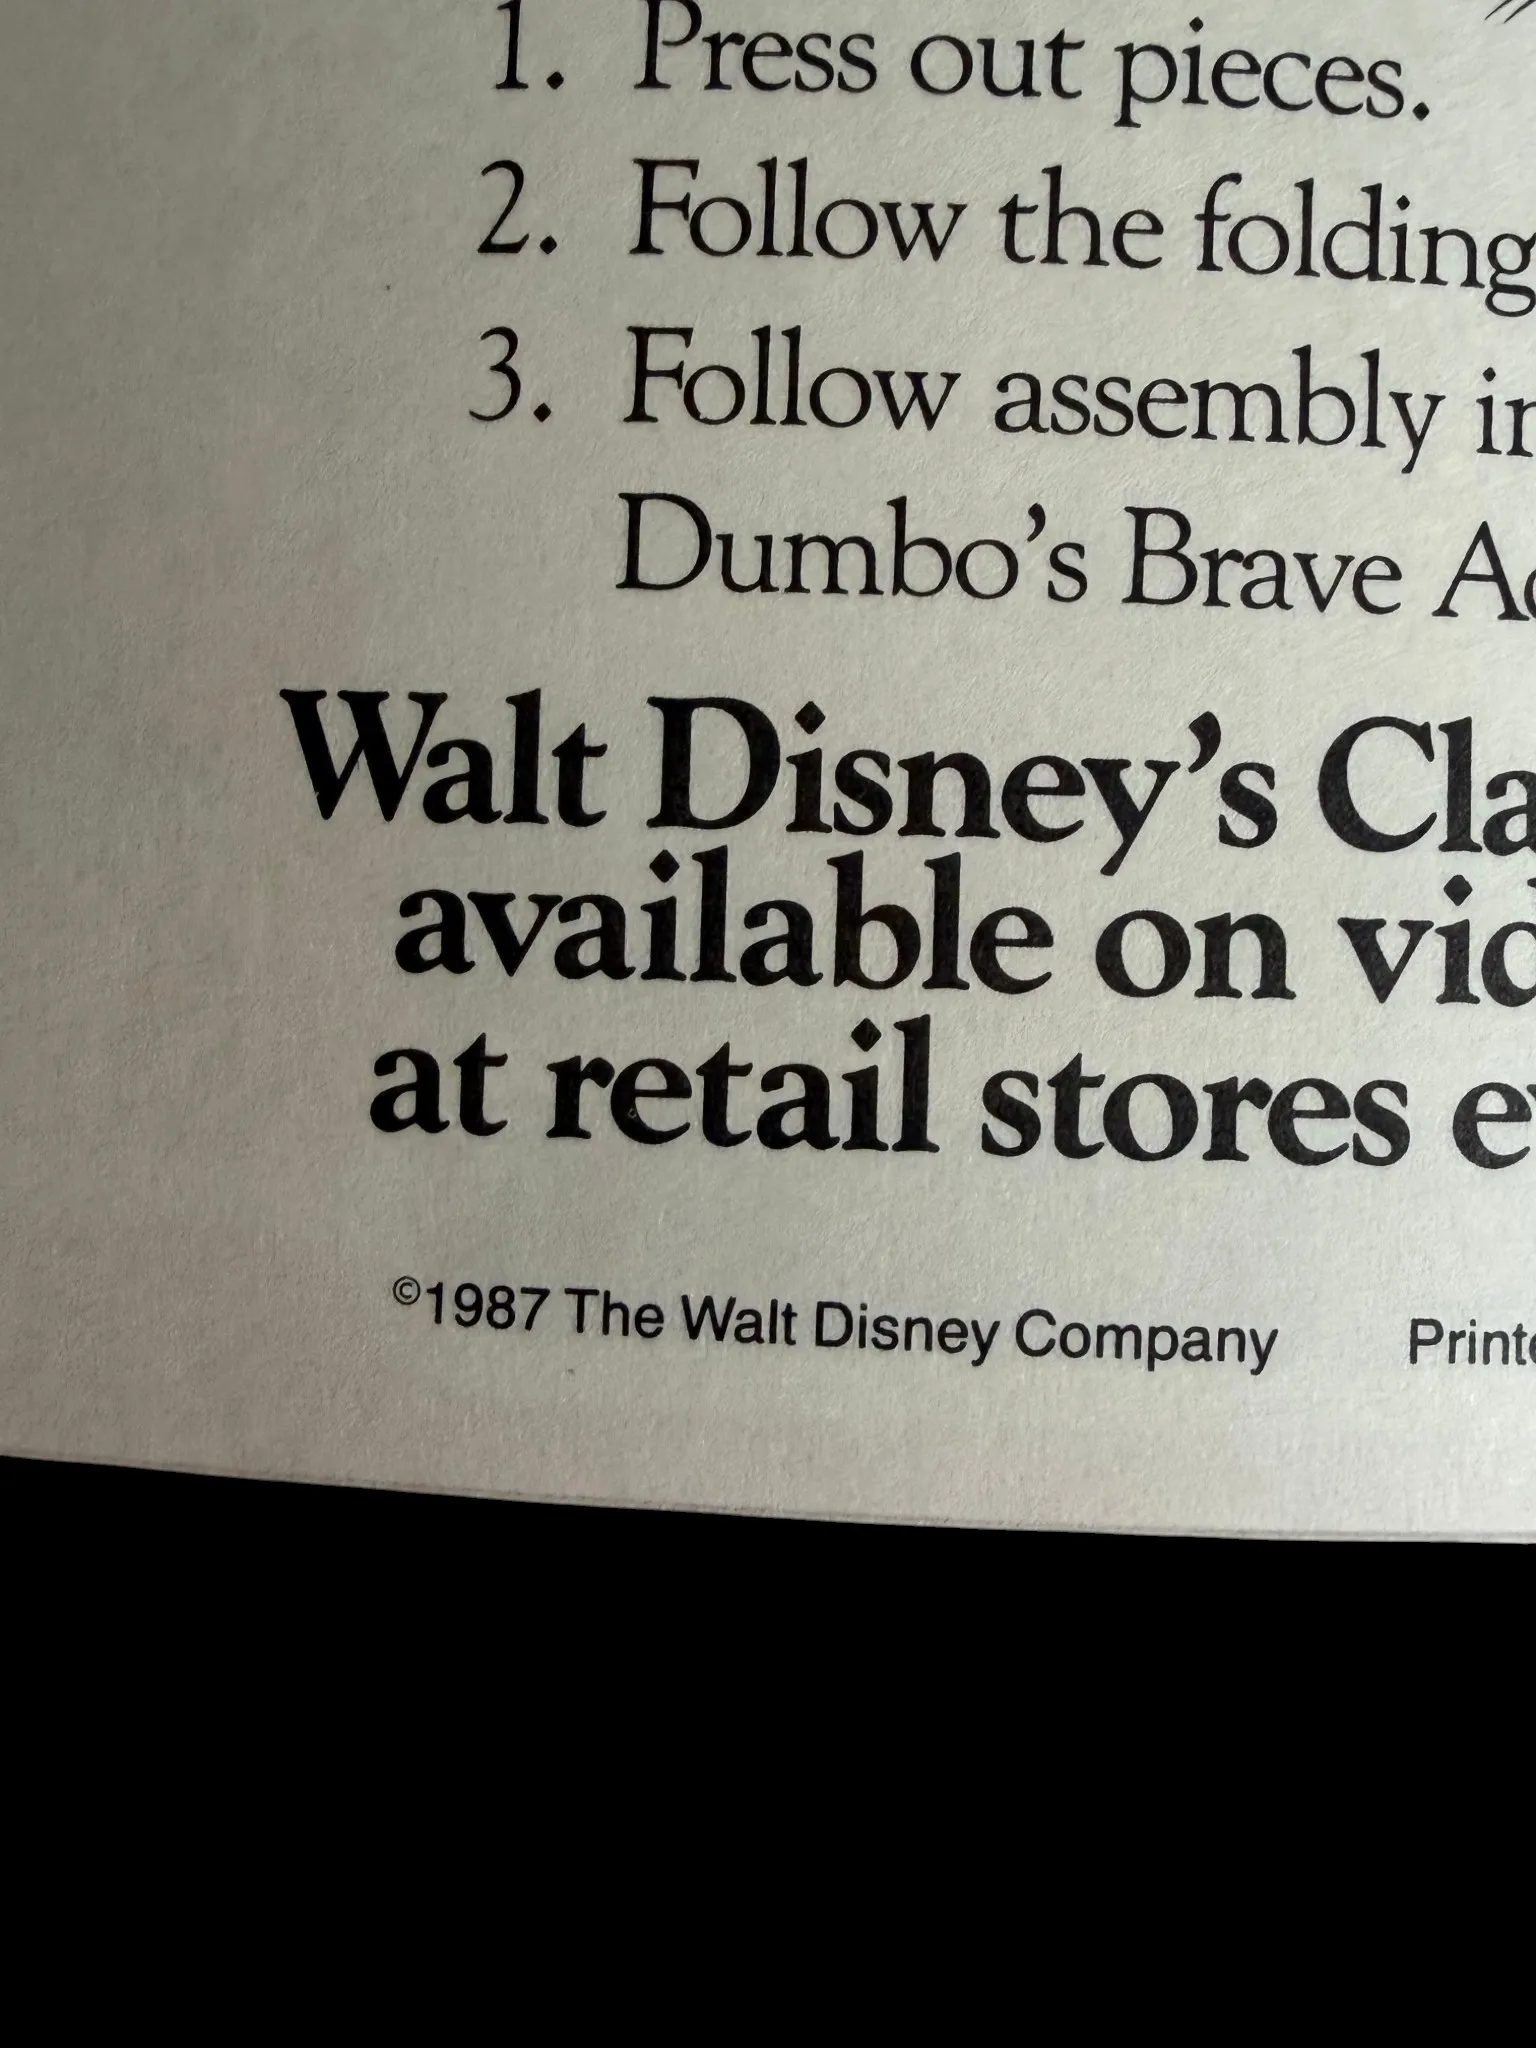 1. Press out pieces.
2. Follow the folding
3. Follow assembly
Dumbo's Brave
Walt Disney's
available on
at retail stores
©1987 The Walt Disney Company